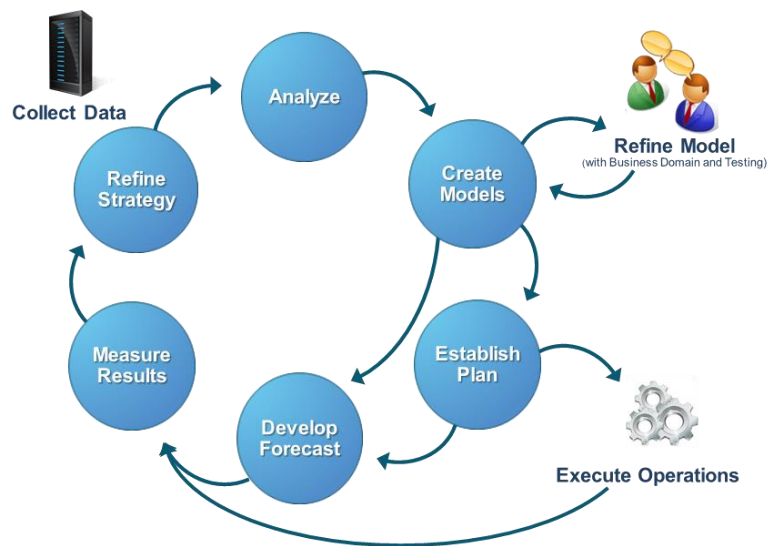 Collect Data
Analyze
Create
Models
Refine Model
(with Business Domain and Testing)
Refine
Strategy
Measure
Results
Establish
Plan
Develop
Forecast
Execute Operations